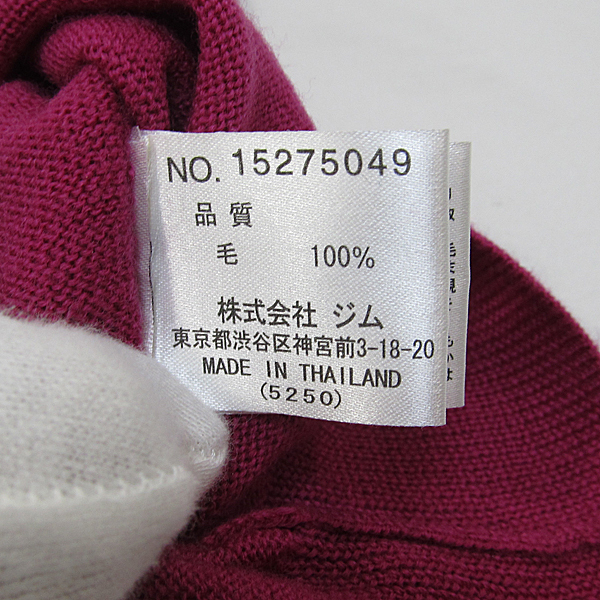 NO. 15275049
品質
毛 100%
株式会社 ジム
東京都渋谷区神宮前3-18-20
MADE IN THAILAND
(5250)